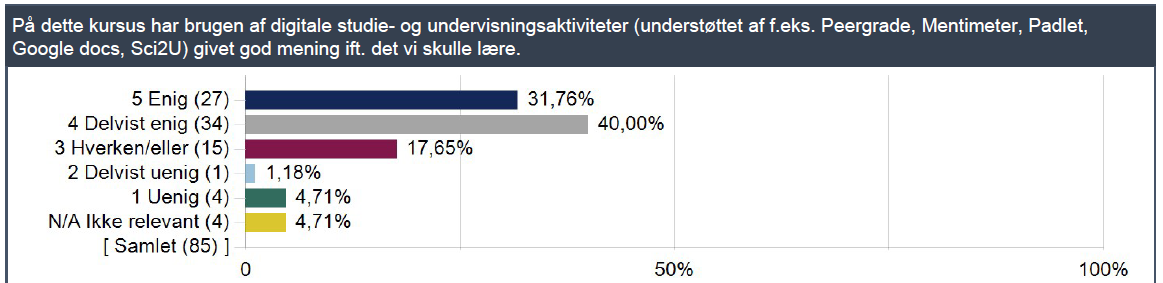 På dette kursus har brugen af digitale studie- og undervisningsaktiviteter (understøttet af f.eks. Peergrade, Mentimeter, Padlet,
Google docs, Sci2U) givet god mening ift. det vi skulle lære.
5 Enig (27) 31,76%
4 Delvist enig (34) 40,00%
3 Hverken/eller (15) 17,65%
2 Delvist uenig (1) 1,18%
1 Uenig (4) 4,71%
N/A Ikke relevant (4) 4,71%
[ Samlet (85) ]
0 50% 100%